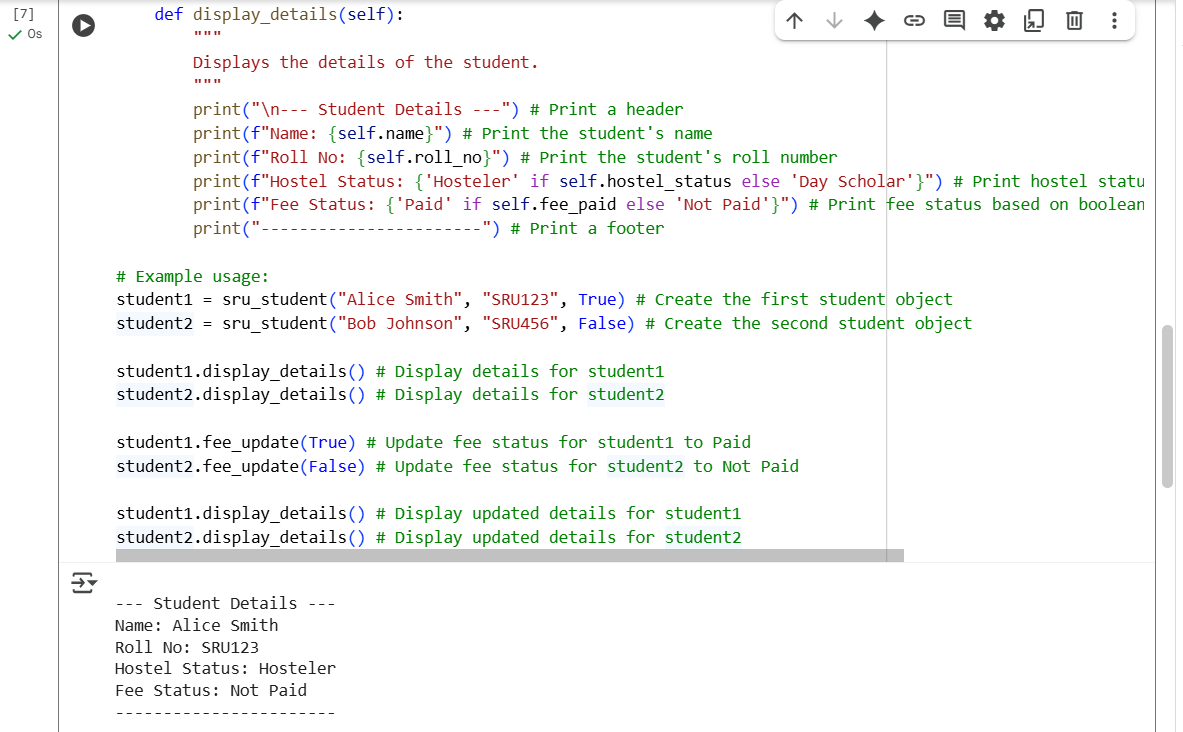 [7]
0s
    def display_details(self):
        """
        Displays the details of the student.
        """
        print("\n--- Student Details ---") # Print a header
        print(f"Name: {self.name}") # Print the student's name
        print(f"Roll No: {self.roll_no}") # Print the student's roll number
        print(f"Hostel Status: {'Hosteler' if self.hostel_status else 'Day Scholar'}") # Print hostel statu
        print(f"Fee Status: {'Paid' if self.fee_paid else 'Not Paid'}") # Print fee status based on boolean
        print("-----------------------") # Print a footer

# Example usage:
student1 = sru_student("Alice Smith", "SRU123", True) # Create the first student object
student2 = sru_student("Bob Johnson", "SRU456", False) # Create the second student object

student1.display_details() # Display details for student1
student2.display_details() # Display details for student2

student1.fee_update(True) # Update fee status for student1 to Paid
student2.fee_update(False) # Update fee status for student2 to Not Paid

student1.display_details() # Display updated details for student1
student2.display_details() # Display updated details for student2

--- Student Details ---
Name: Alice Smith
Roll No: SRU123
Hostel Status: Hosteler
Fee Status: Not Paid
-----------------------